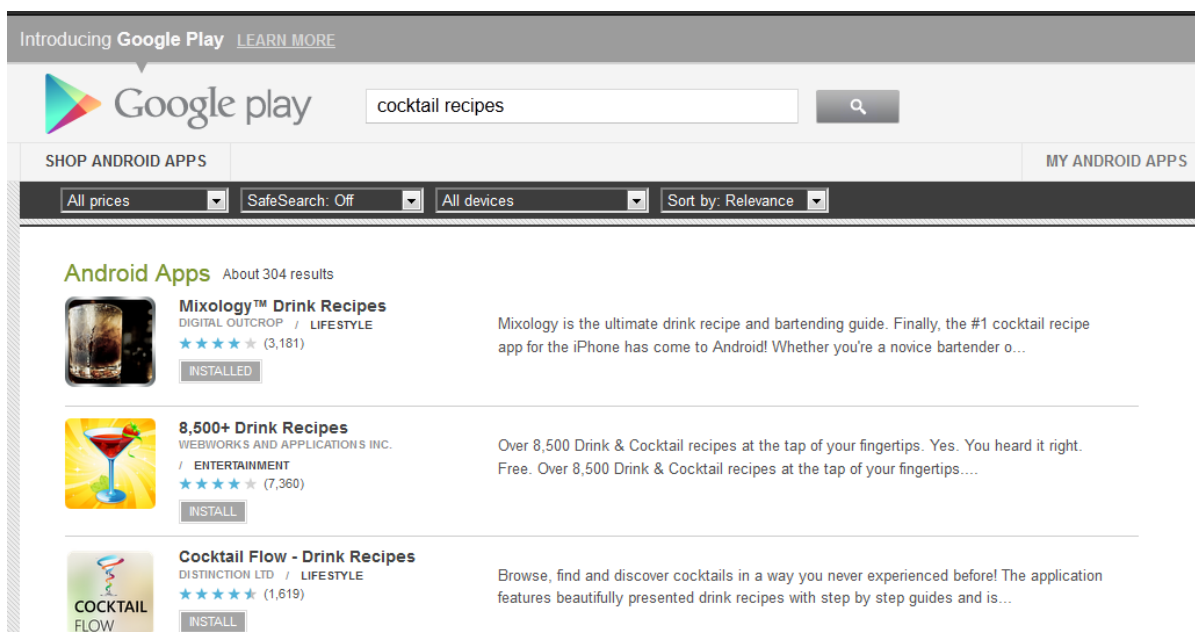 Introducing Google Play LEARN MORE
Google play
cocktail recipes
SHOP ANDROID APPS
MY ANDROID APPS
All prices
SafeSearch: Off
All devices
Sort by: Relevance
Android Apps About 304 results
Mixology™ Drink Recipes
DIGITAL OUTCROP / LIFESTYLE
(3,181)
INSTALLED
Mixology is the ultimate drink recipe and bartending guide. Finally, the #1 cocktail recipe
app for the iPhone has come to Android! Whether you're a novice bartender o...
8,500+ Drink Recipes
WEBWORKS AND APPLICATIONS INC.
/ ENTERTAINMENT
(7,360)
INSTALL
Over 8,500 Drink & Cocktail recipes at the tap of your fingertips. Yes. You heard it right.
Free. Over 8,500 Drink & Cocktail recipes at the tap of your fingertips....
COCKTAIL
FLOW
Cocktail Flow - Drink Recipes
DISTINCTION LTD / LIFESTYLE
(1,619)
INSTALL
Browse, find and discover cocktails in a way you never experienced before! The application
features beautifully presented drink recipes with step by step guides and is...